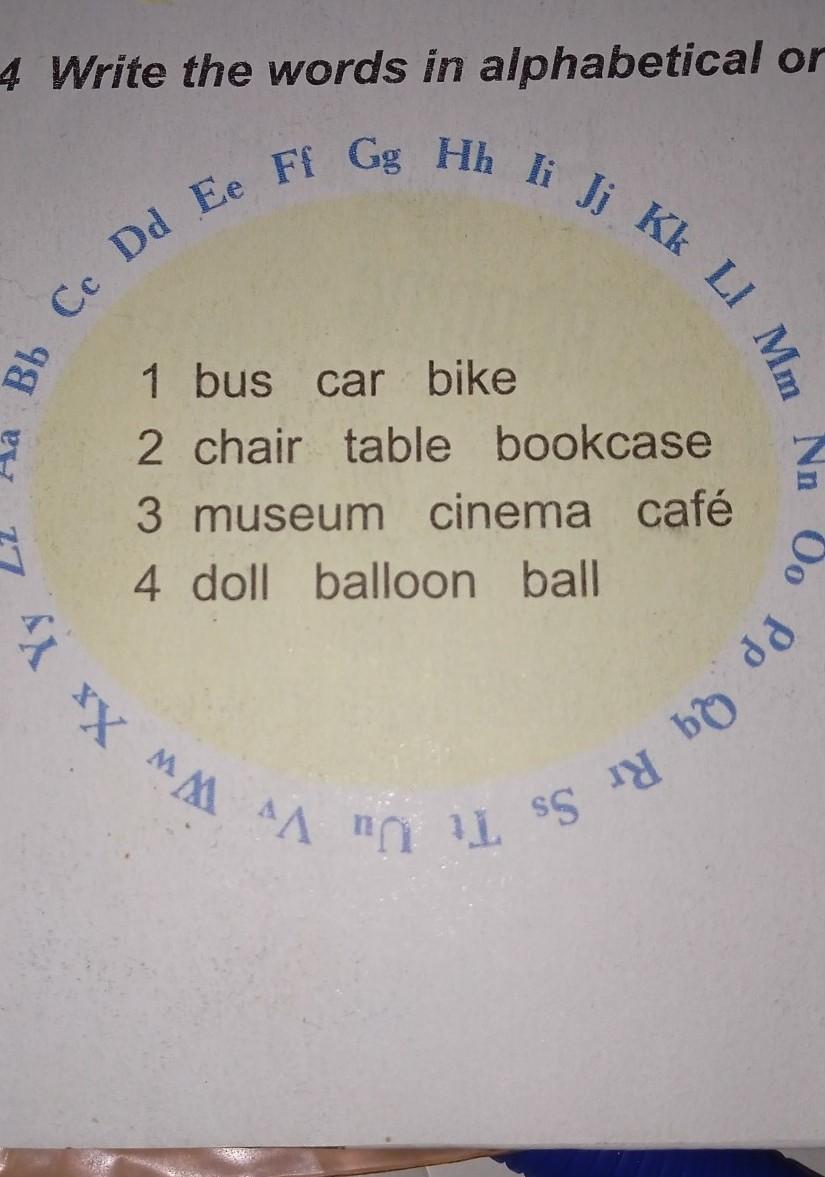 4 Write the words in alphabetical or
Aa Bb Cc Dd Ee Ff Gg Hh Ii Jj Kk Ll Mm Nn Oo Pp Qq Rr Ss Tt Uu Vv Ww Xx Yy Zz
1 bus car bike
2 chair table bookcase
3 museum cinema café
4 doll balloon ball